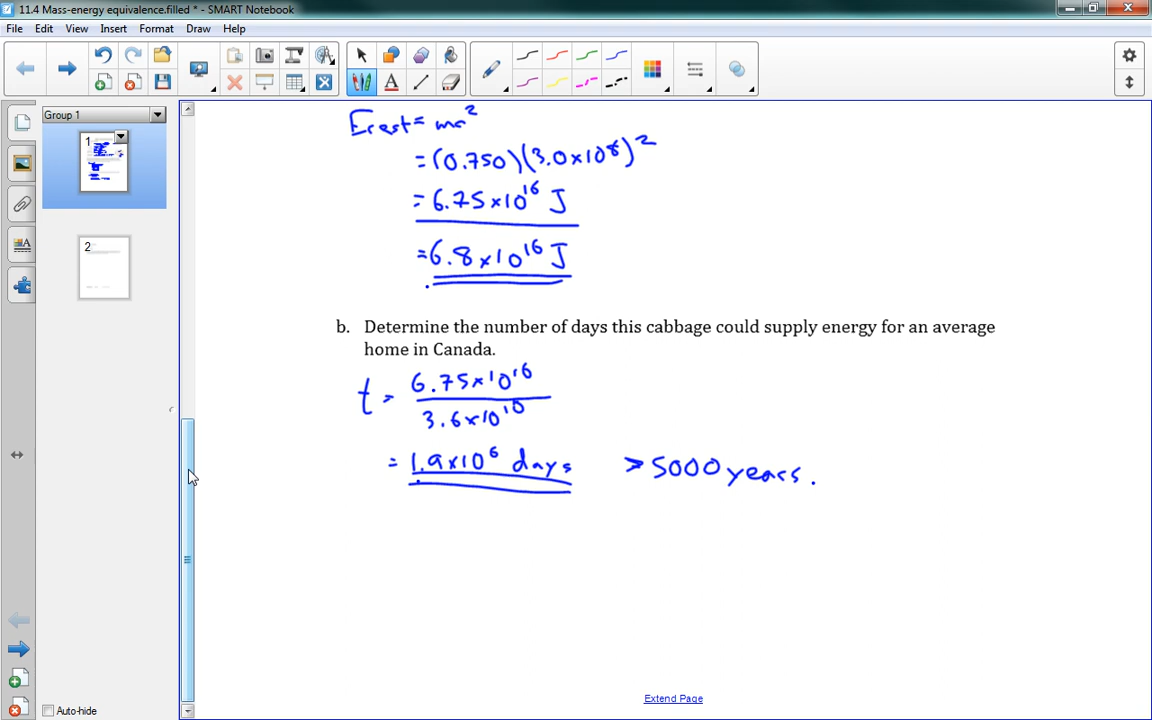 11.4 Mass-energy equivalence.filled * - SMART Notebook
File Edit View Insert Format Draw Help
Group 1
1
2
Erest = mc²
= (0.750)(3.0×10⁸)²
= 6.75×10¹⁶ J
= 6.8×10¹⁶ J
b. Determine the number of days this cabbage could supply energy for an average
home in Canada.
t = 6.75×10¹⁶
3.6×10¹⁰
= 1.9×10⁶ days > 5000 years.
Extend Page
Auto-hide